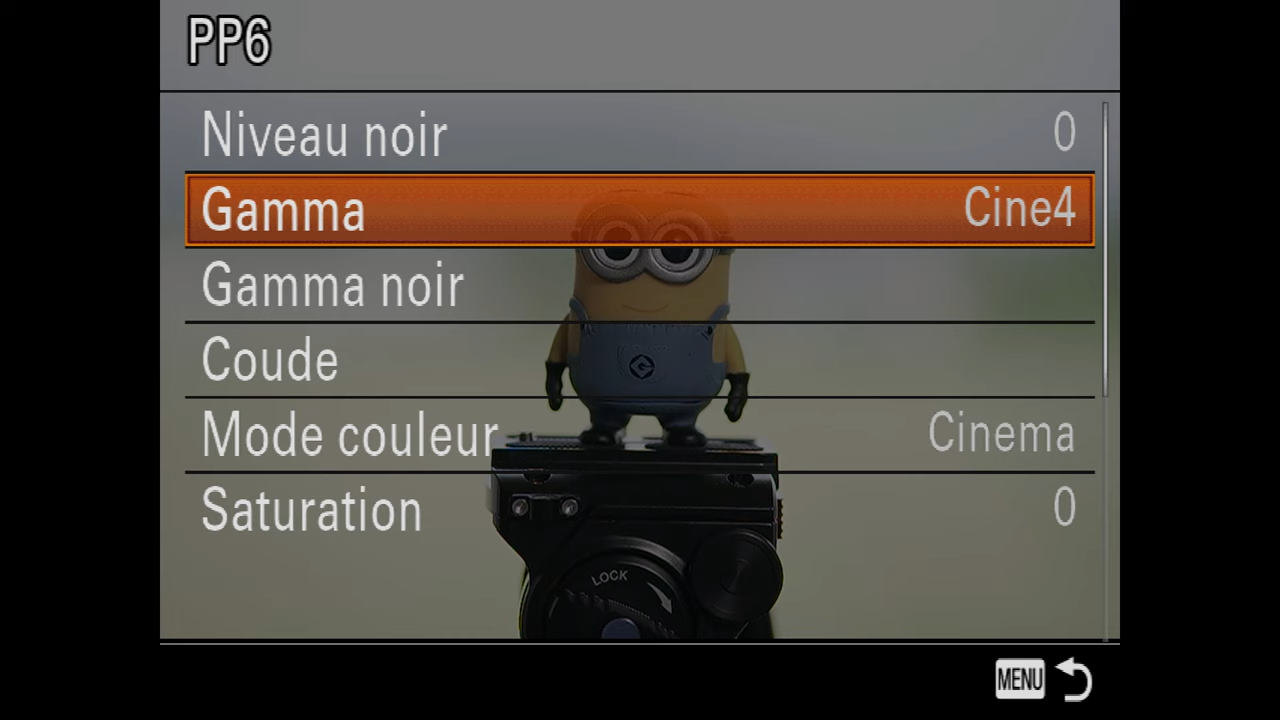 PP6
Niveau noir 0
Gamma Cine4
Gamma noir
Coude
Mode couleur Cinema
Saturation 0
LOCK
MENU